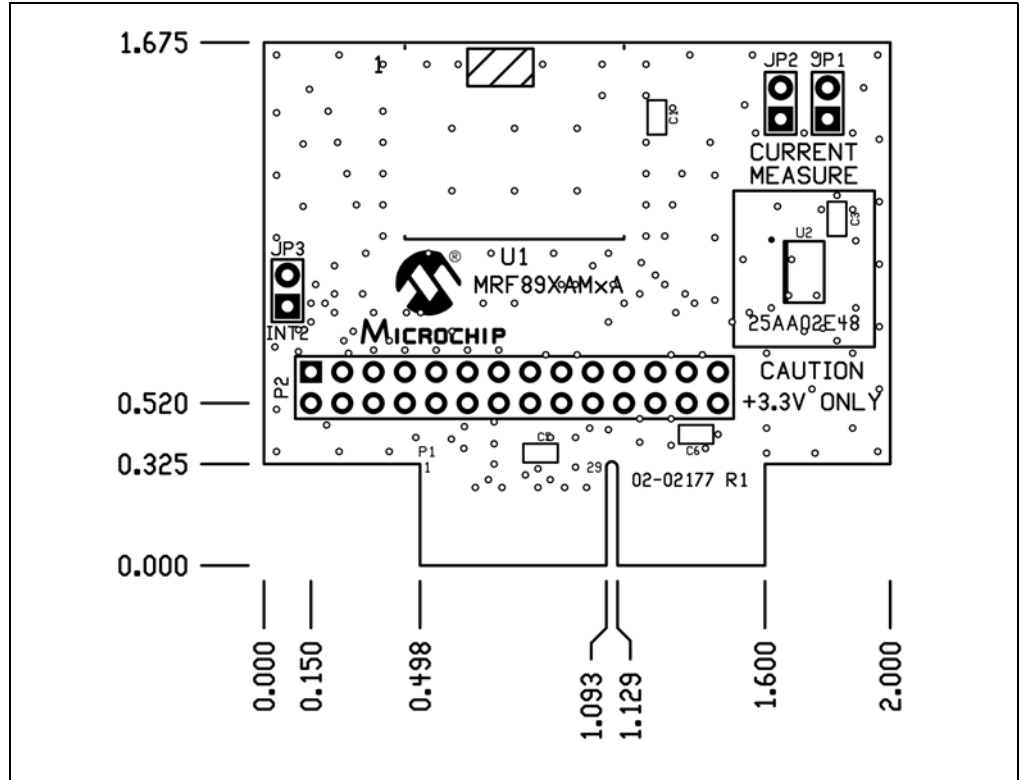 1.675
1
JP2 JP1
C1
CURRENT
MEASURE
C3
U2
JP3
U1
®
MRF89XAMxA
25AA02E48
INT2
MICROCHIP
CAUTION
P2
0.520
+3.3V ONLY
P1
C6
0.325
1
29
02-02177 R1
0.000
0.000
0.150
0.498
1.093
1.129
1.600
2.000